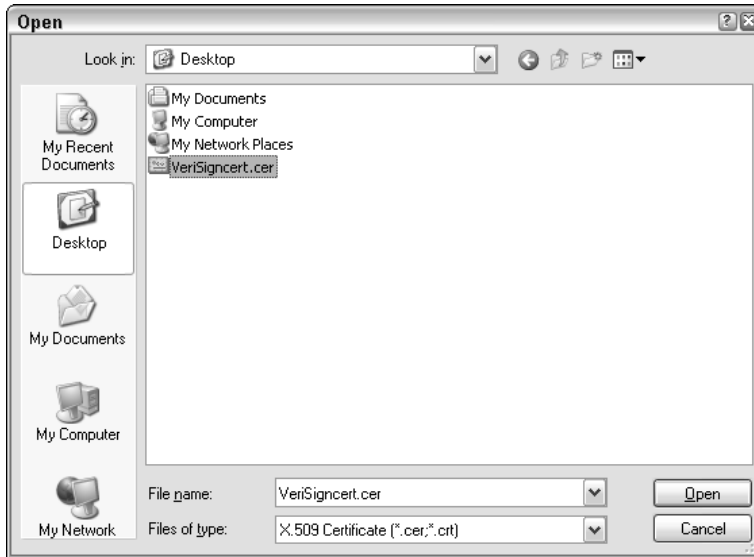 Open
Look in: Desktop
My Documents
My Computer
My Network Places
VeriSigncert.cer
My Recent
Documents
Desktop
My Documents
My Computer
My Network
File name: VeriSigncert.cer Open
Files of type: X.509 Certificate (*.cer;*.crt) Cancel